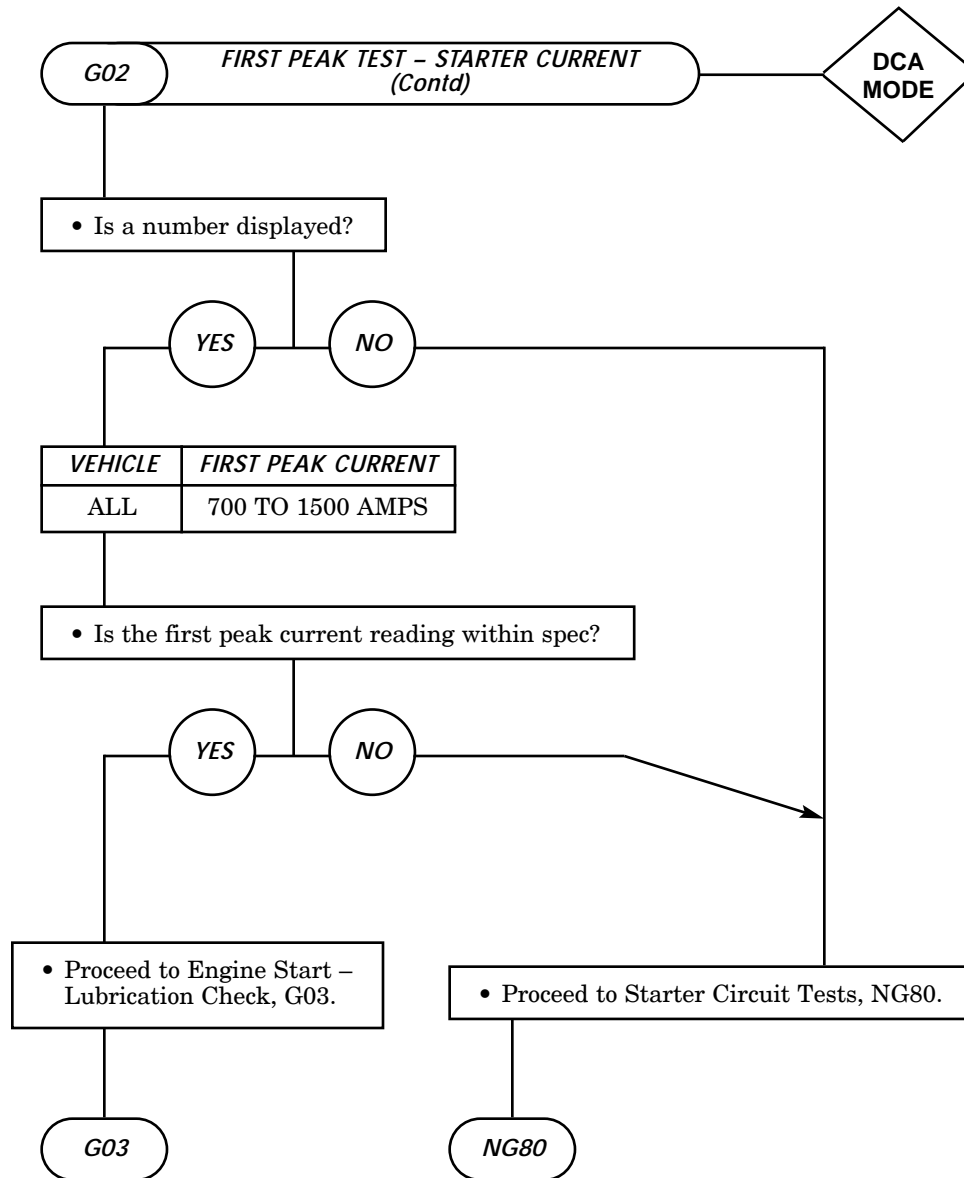 G02
FIRST PEAK TEST – STARTER CURRENT
(Contd)
DCA
MODE
• Is a number displayed?
YES
NO
VEHICLE FIRST PEAK CURRENT
ALL 700 TO 1500 AMPS
• Is the first peak current reading within spec?
YES
NO
• Proceed to Engine Start –
Lubrication Check, G03.
• Proceed to Starter Circuit Tests, NG80.
G03
NG80